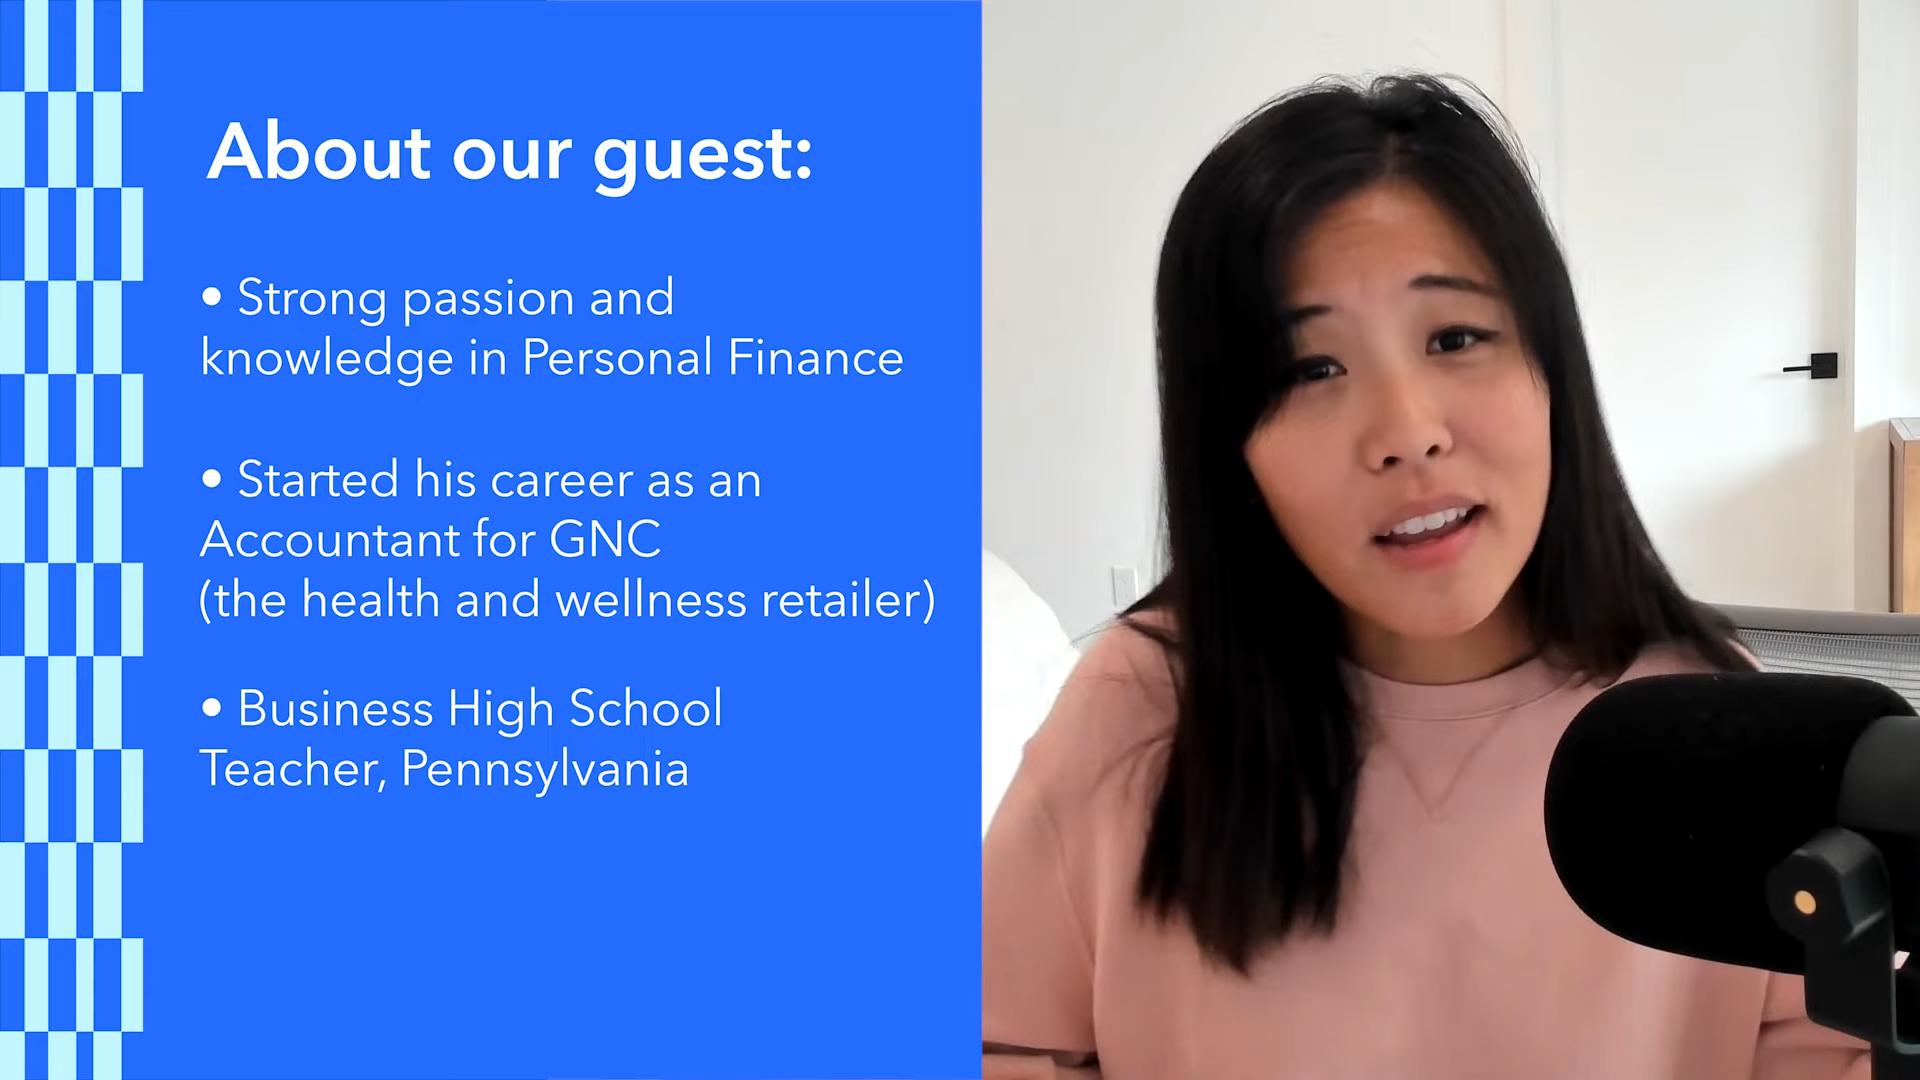 About our guest:
• Strong passion and
knowledge in Personal Finance
• Started his career as an
Accountant for GNC
(the health and wellness retailer)
• Business High School
Teacher, Pennsylvania